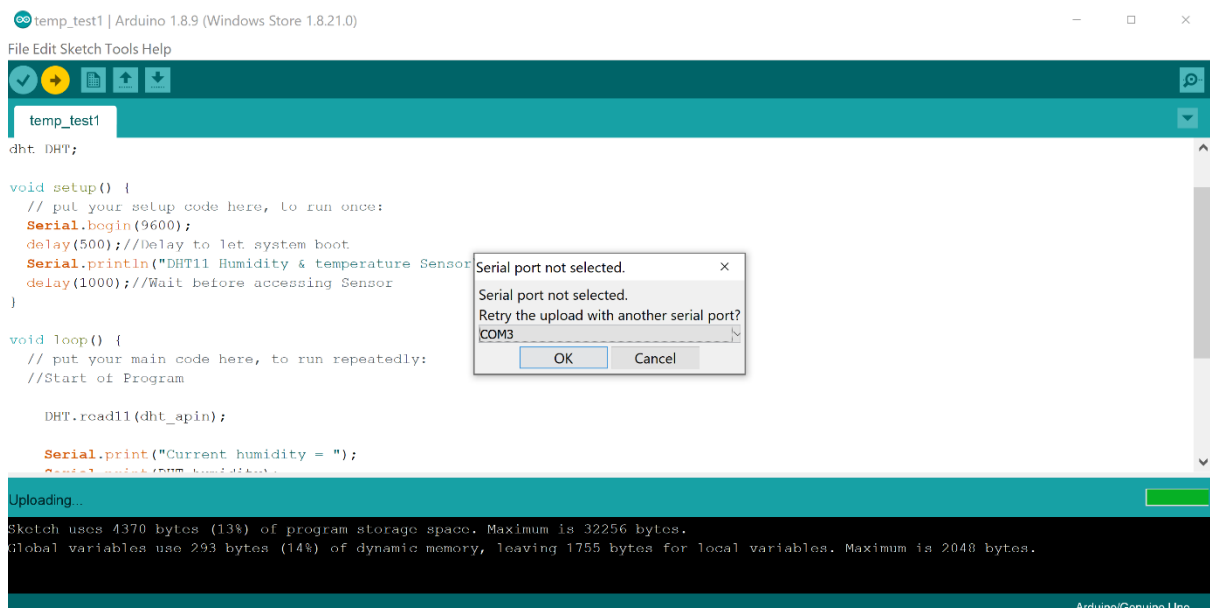 temp_test1 | Arduino 1.8.9 (Windows Store 1.8.21.0)
File Edit Sketch Tools Help
temp_test1
dht DHT;
void setup() {
// put your setup code here, to run once:
Serial.begin(9600);
delay(500);//Delay to let system boot
Serial.println("DHT11 Humidity & temperature Sensor
delay(1000);//Wait before accessing Sensor
}
void loop() {
// put your main code here, to run repeatedly:
//Start of Program
DHT.read11(dht_apin);
Serial.print("Current humidity = ");
Serial.print(DHT.humidity);
Serial port not selected.
Serial port not selected.
Retry the upload with another serial port?
COM3
OK Cancel
Uploading...
Sketch uses 4370 bytes (13%) of program storage space. Maximum is 32256 bytes.
Global variables use 293 bytes (14%) of dynamic memory, leaving 1755 bytes for local variables. Maximum is 2048 bytes.
Arduino/Genuino Uno